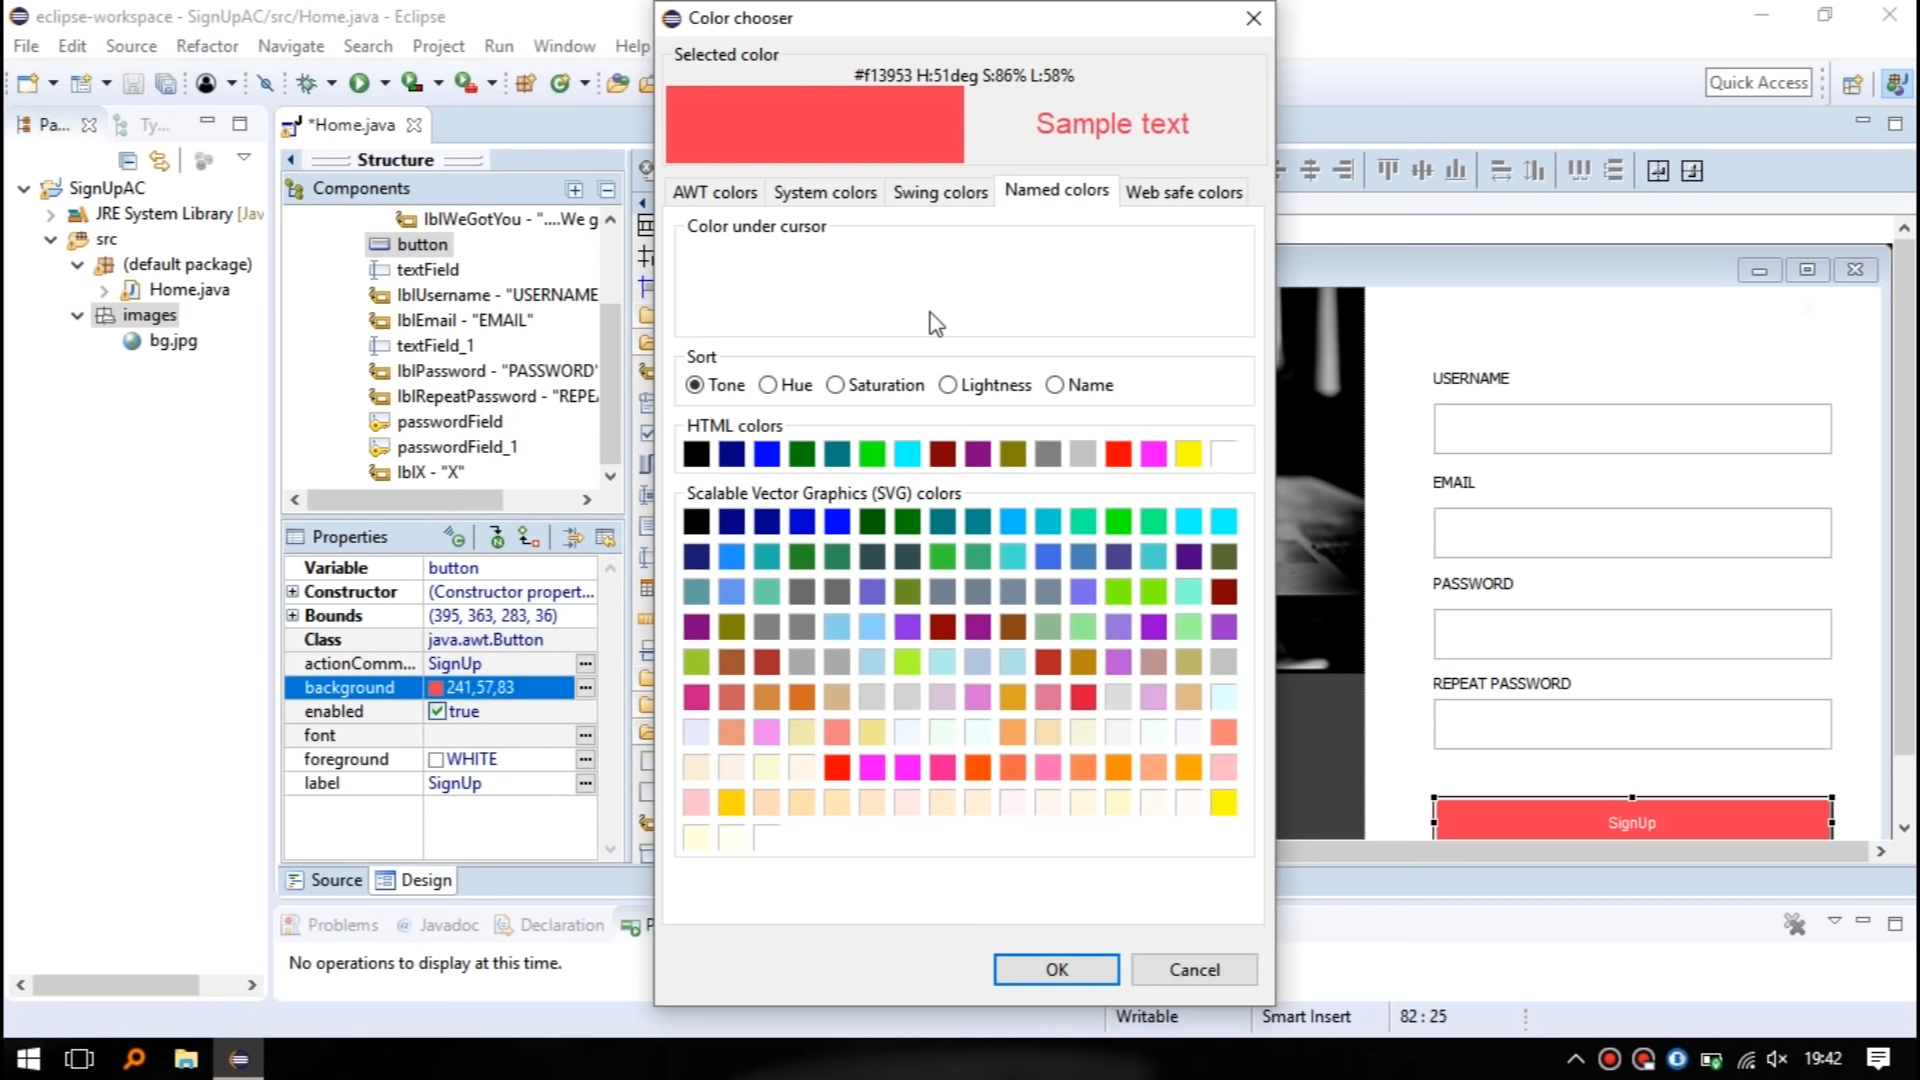 eclipse-workspace - SignUpAC/src/Home.java - Eclipse
File Edit Source Refactor Navigate Search Project Run Window Help
Quick Access
Pa...
Ty...
SignUpAC
JRE System Library [Jav
src
(default package)
Home.java
images
bg.jpg
*Home.java
Structure
Components
lblWeGotYou - "....We g
button
textField
lblUsername - "USERNAME
lblEmail - "EMAIL"
textField_1
lblPassword - "PASSWORD"
lblRepeatPassword - "REPE
passwordField
passwordField_1
lblX - "X"
Properties
Variable button
Constructor (Constructor propert...
Bounds (395, 363, 283, 36)
Class java.awt.Button
actionComm... SignUp
background 241,57,83
enabled true
font
foreground WHITE
label SignUp
Source Design
Problems Javadoc Declaration P
No operations to display at this time.
Color chooser
Selected color
#f13953 H:51deg S:86% L:58%
Sample text
AWT colors System colors Swing colors Named colors Web safe colors
Color under cursor
Sort
Tone Hue Saturation Lightness Name
HTML colors
Scalable Vector Graphics (SVG) colors
OK Cancel
USERNAME
EMAIL
PASSWORD
REPEAT PASSWORD
SignUp
Writable Smart Insert 82 : 25
19:42